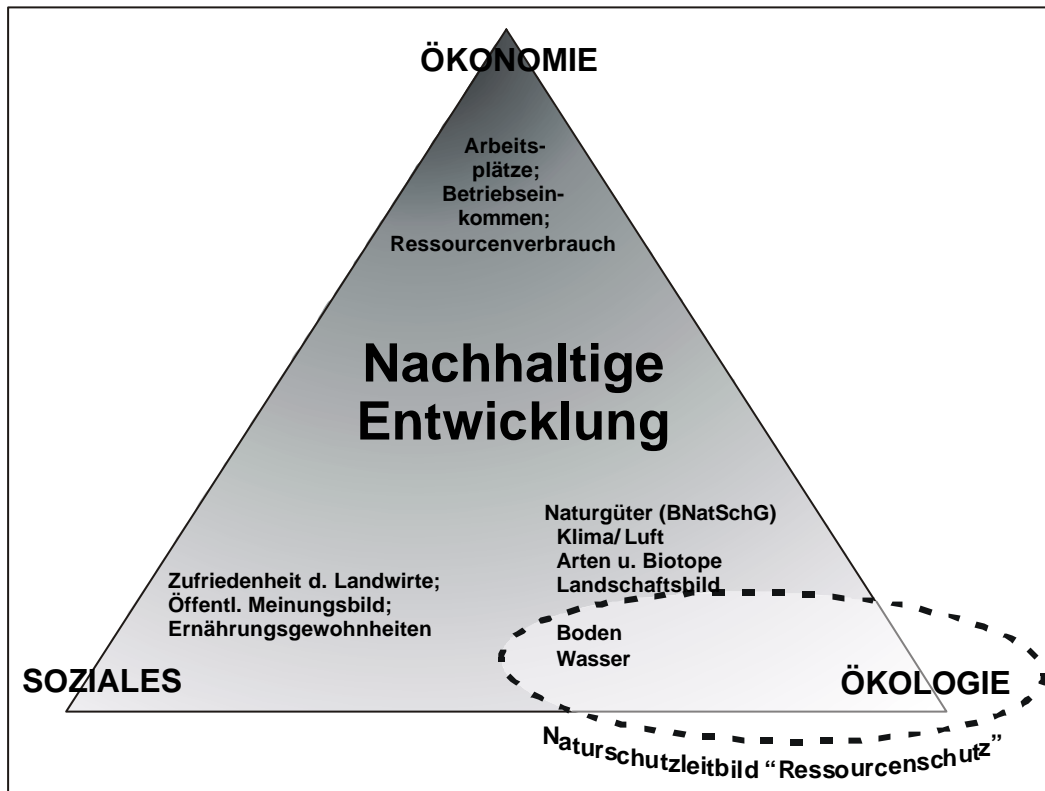 ÖKONOMIE
Arbeits-
plätze;
Betriebsein-
kommen;
Ressourcenverbrauch
Nachhaltige
Entwicklung
Naturgüter (BNatSchG)
Klima/ Luft
Arten u. Biotope
Landschaftsbild
Zufriedenheit d. Landwirte;
Öffentl. Meinungsbild;
Ernährungsgewohnheiten
Boden
Wasser
SOZIALES
ÖKOLOGIE
Naturschutzleitbild “Ressourcenschutz”